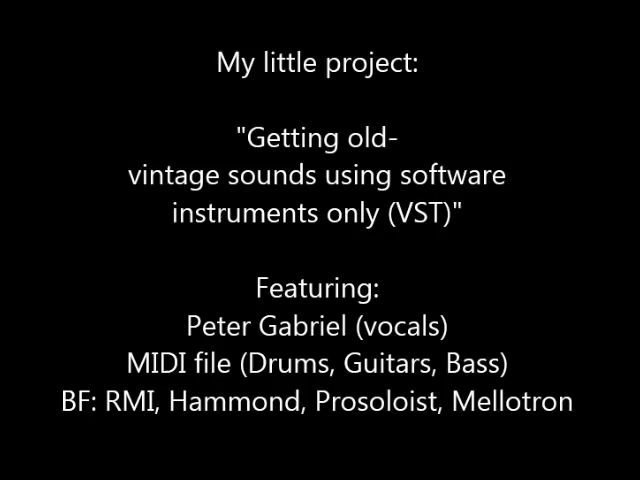 My little project:
"Getting old-
vintage sounds using software
instruments only (VST)"
Featuring:
Peter Gabriel (vocals)
MIDI file (Drums, Guitars, Bass)
BF: RMI, Hammond, Prosoloist, Mellotron